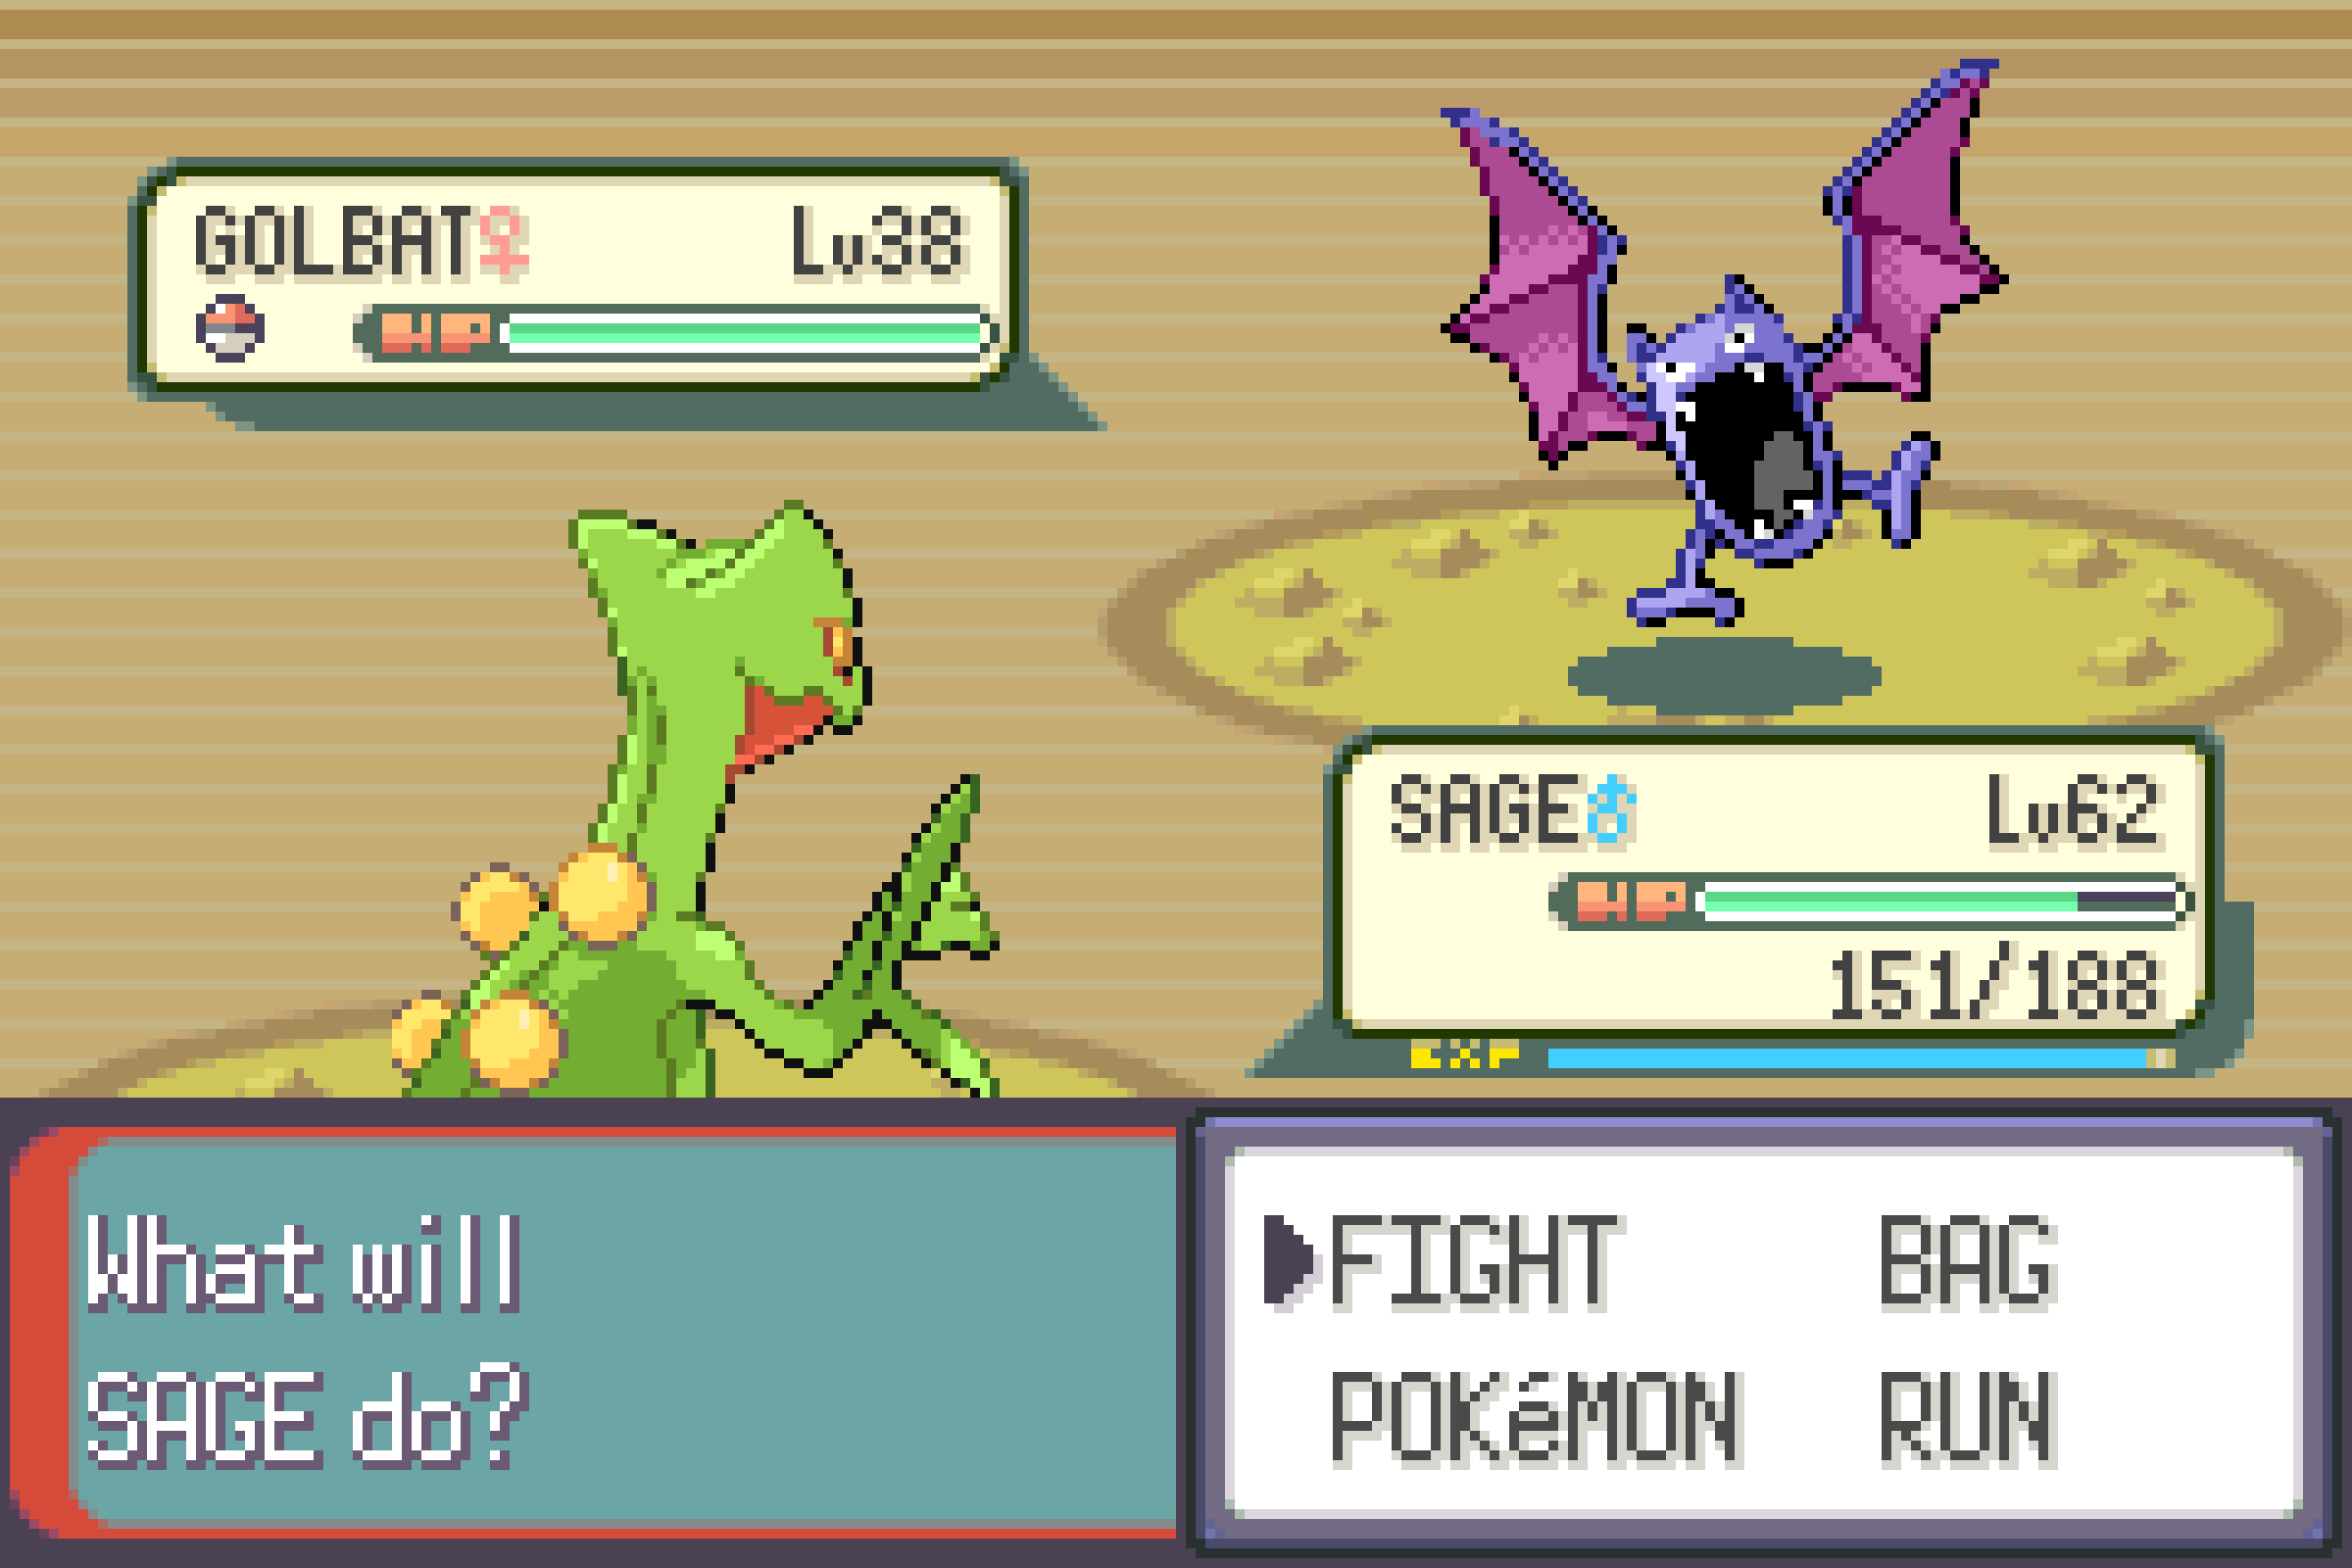 GOLBAT♀ Lv38
HP
SAGE♂ Lv62
HP
151/188
EXP
What will
SAGE do?
FIGHT BAG
POKéMON RUN